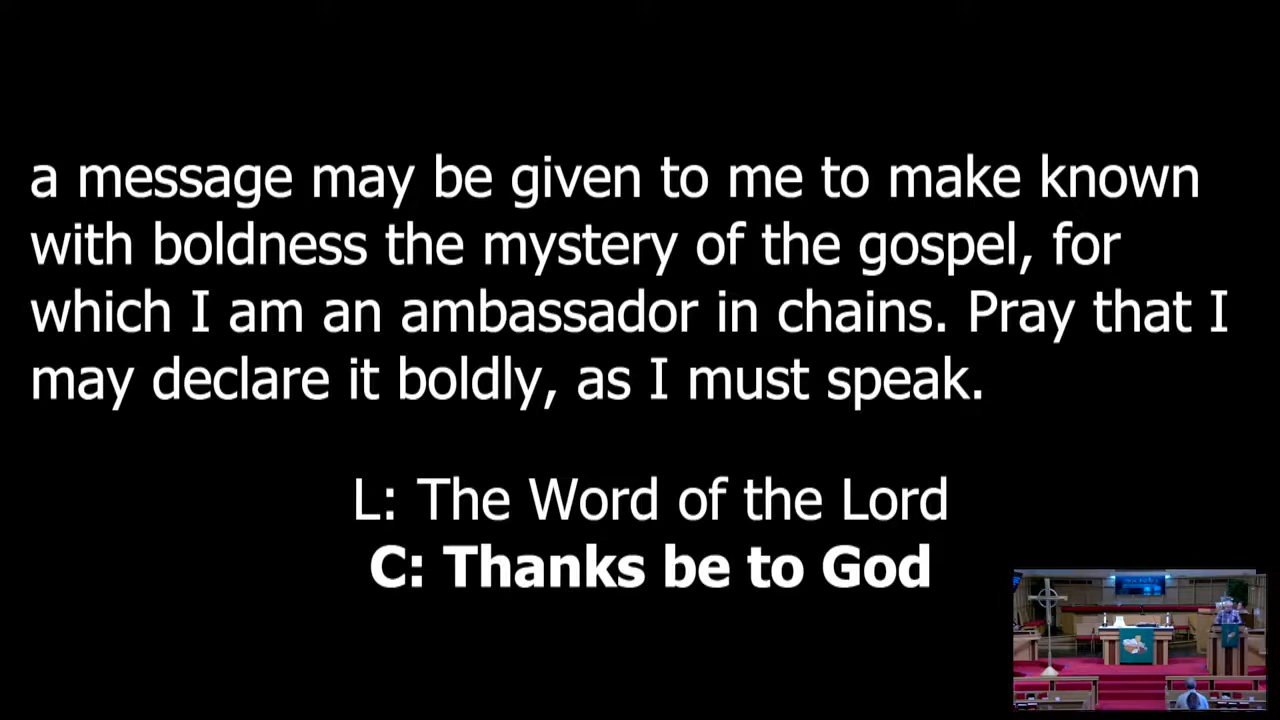 a message may be given to me to make known
with boldness the mystery of the gospel, for
which I am an ambassador in chains. Pray that I
may declare it boldly, as I must speak.
L: The Word of the Lord
C: Thanks be to God